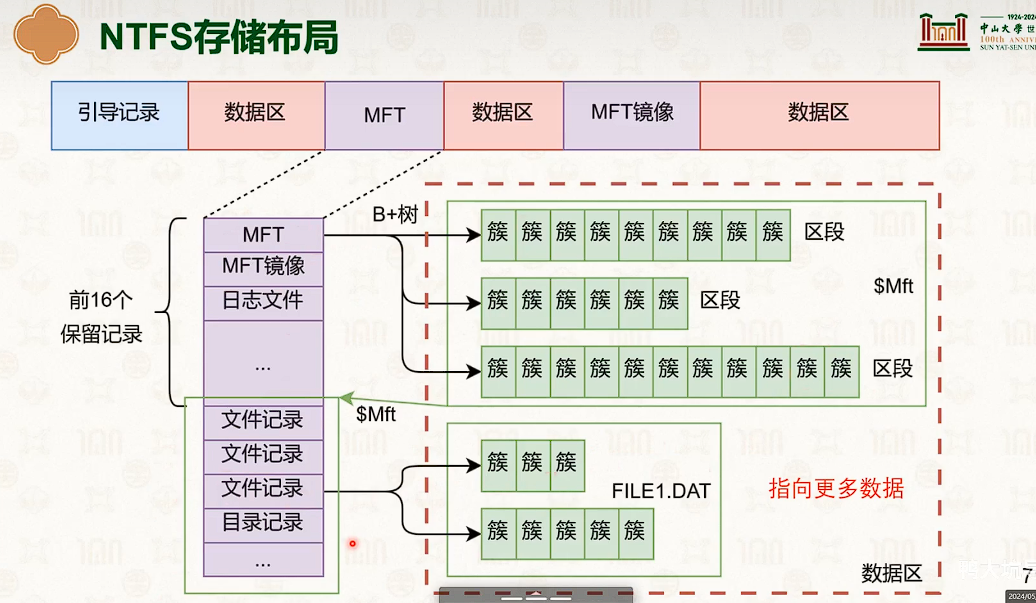 NTFS存储布局
1924-202
中山大學 世
100th ANNIV
SUN YAT-SEN UN
引导记录 数据区 MFT 数据区 MFT镜像 数据区
B+树
MFT 簇 簇 簇 簇 簇 簇 簇 簇 簇 区段
MFT镜像
前16个
保留记录
日志文件 簇 簇 簇 簇 簇 簇 区段
$Mft
... 簇 簇 簇 簇 簇 簇 簇 簇 簇 簇 簇 区段
$Mft
文件记录
文件记录 簇 簇 簇
文件记录 FILE1.DAT 指向更多数据
目录记录 簇 簇 簇 簇 簇
...
数据区
7
2024/05